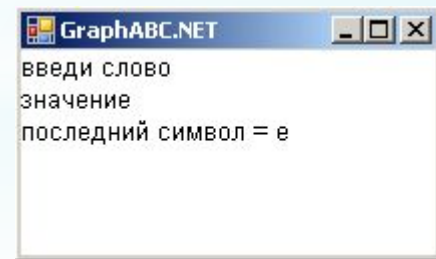 GraphABC.NET
введи слово
значение
последний символ = е